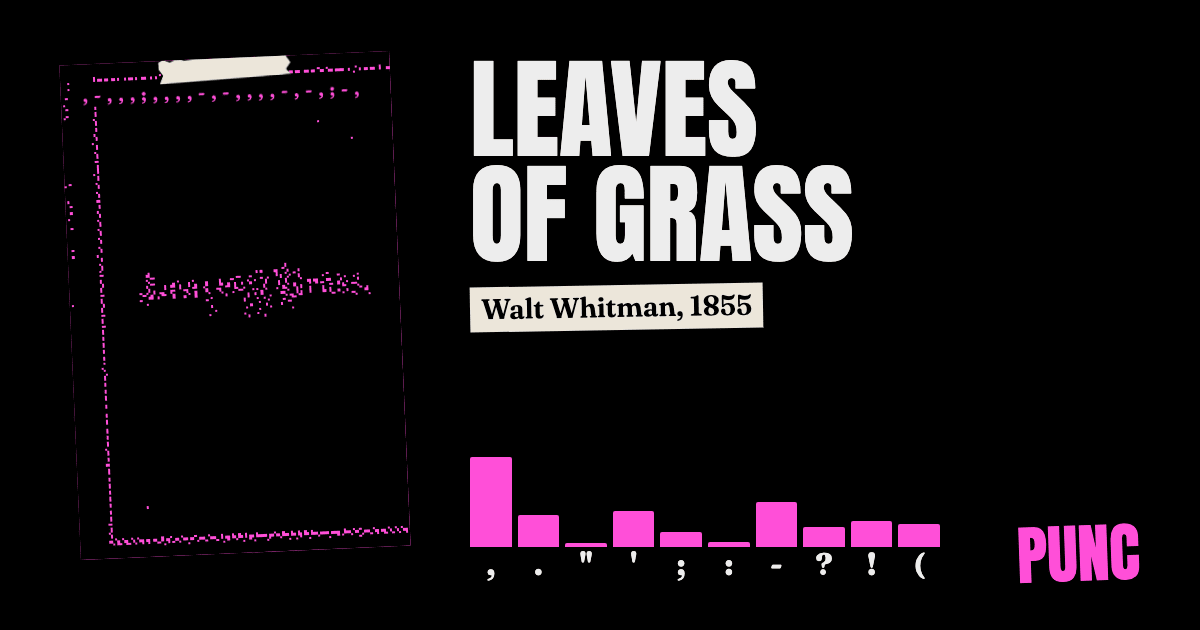 , - , , , ; , , , , - , - , , , , - , - , ; - ,
LEAVES
OF GRASS
Walt Whitman, 1855
, . " ' ; : - ? ! (
PUNC